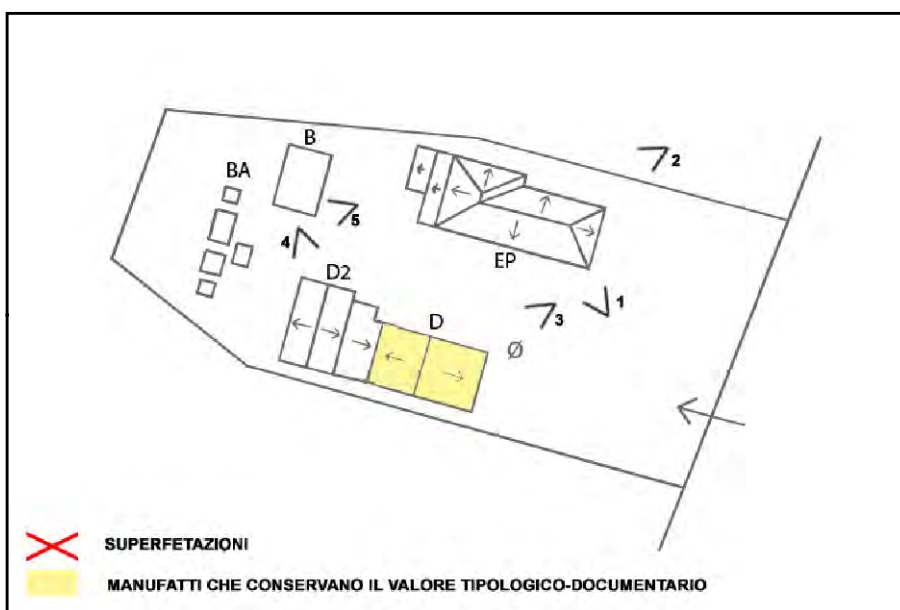 B
BA
2
5
4
EP
D2
3
1
D
Ø
SUPERFETAZIONI
MANUFATTI CHE CONSERVANO IL VALORE TIPOLOGICO-DOCUMENTARIO